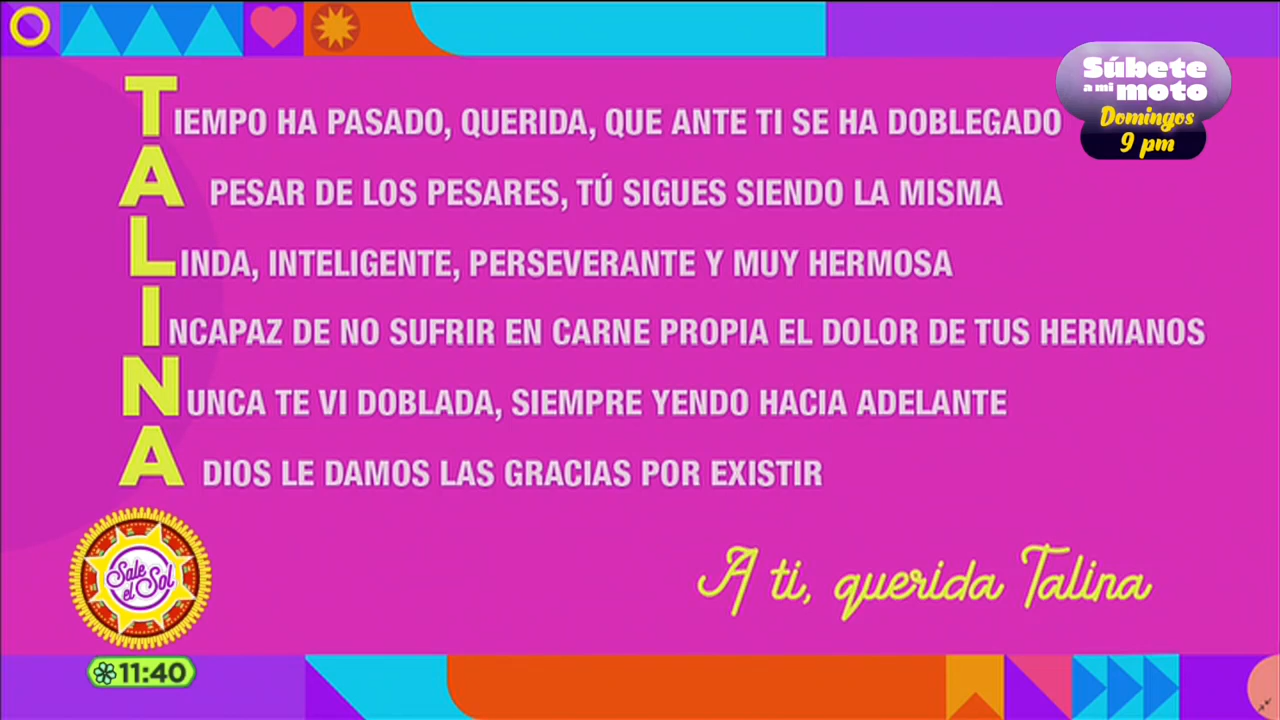 Súbete
a mi moto
Domingos
9 pm
TIEMPO HA PASADO, QUERIDA, QUE ANTE TI SE HA DOBLEGADO
A PESAR DE LOS PESARES, TÚ SIGUES SIENDO LA MISMA
LINDA, INTELIGENTE, PERSEVERANTE Y MUY HERMOSA
INCAPAZ DE NO SUFRIR EN CARNE PROPIA EL DOLOR DE TUS HERMANOS
NUNCA TE VI DOBLADA, SIEMPRE YENDO HACIA ADELANTE
A DIOS LE DAMOS LAS GRACIAS POR EXISTIR
A ti, querida Talina
Sale
el Sol
11:40